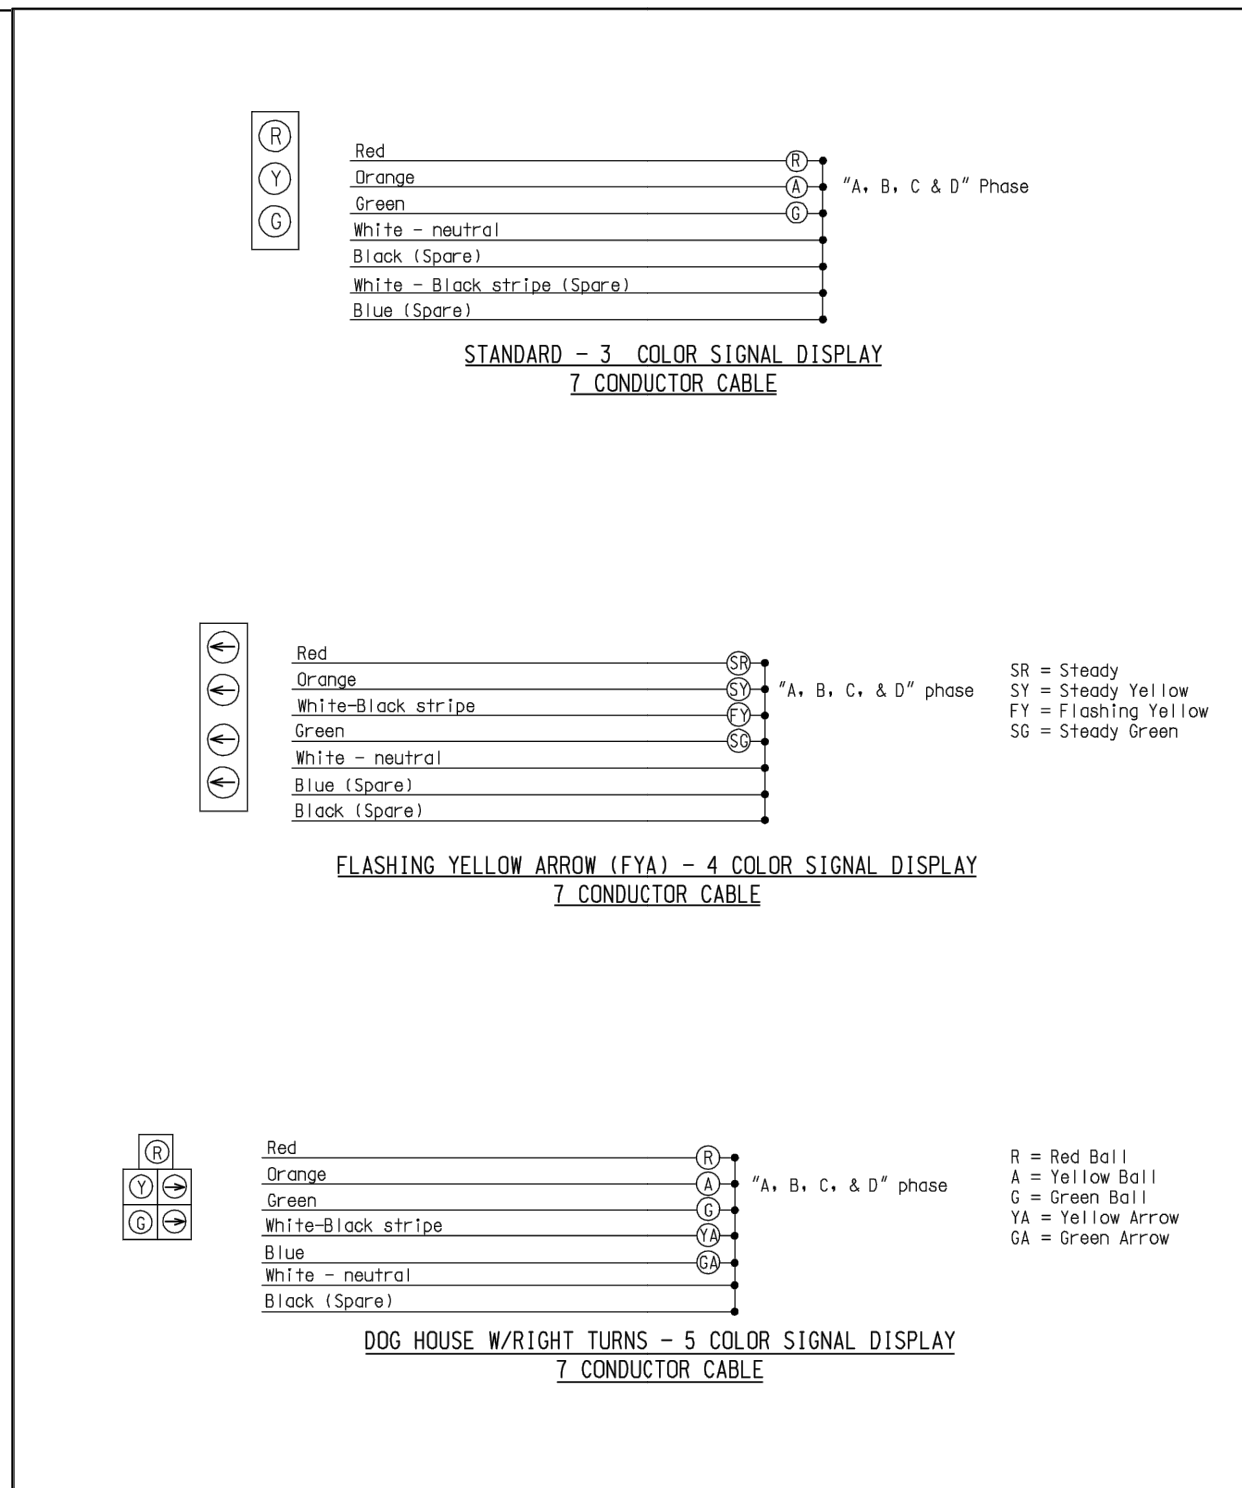 R
Y
G
Red
R
Orange
A
"A, B, C & D" Phase
Green
G
White - neutral
Black (Spare)
White - Black stripe (Spare)
Blue (Spare)
STANDARD - 3 COLOR SIGNAL DISPLAY
7 CONDUCTOR CABLE
Red
SR
Orange
SY
"A, B, C, & D" phase
White-Black stripe
FY
Green
SG
White - neutral
Blue (Spare)
Black (Spare)
SR = Steady
SY = Steady Yellow
FY = Flashing Yellow
SG = Steady Green
FLASHING YELLOW ARROW (FYA) - 4 COLOR SIGNAL DISPLAY
7 CONDUCTOR CABLE
R
Y
G
Red
R
Orange
A
"A, B, C, & D" phase
Green
G
White-Black stripe
YA
Blue
GA
White - neutral
Black (Spare)
R = Red Ball
A = Yellow Ball
G = Green Ball
YA = Yellow Arrow
GA = Green Arrow
DOG HOUSE W/RIGHT TURNS - 5 COLOR SIGNAL DISPLAY
7 CONDUCTOR CABLE